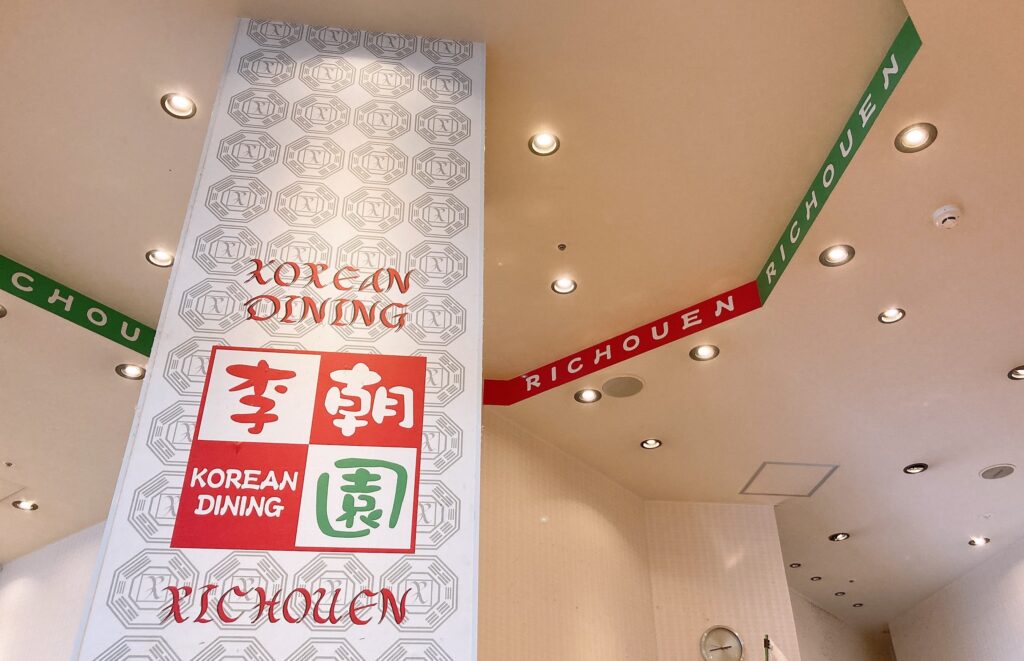 KOREAN
DINING
李朝
KOREAN
DINING
園
RICHOUEN
CHOU
RICHOUEN
RICHOUEN